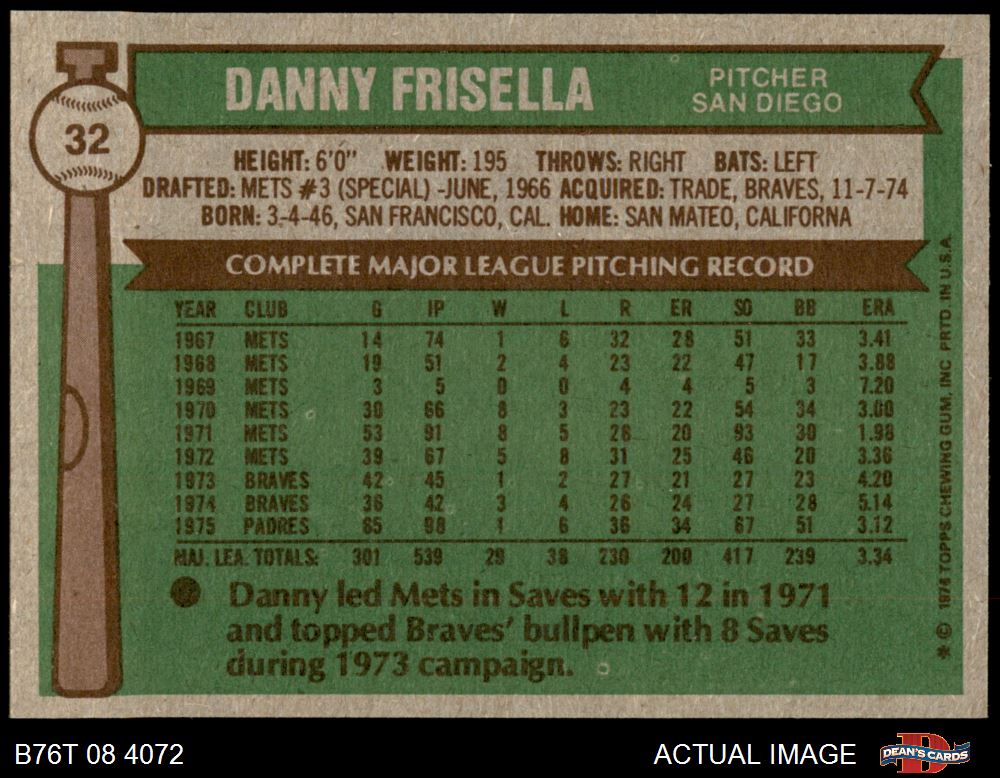 32
DANNY FRISELLA
PITCHER
SAN DIEGO
HEIGHT: 6'0" WEIGHT: 195 THROWS: RIGHT BATS: LEFT
DRAFTED: METS #3 (SPECIAL) -JUNE, 1966 ACQUIRED: TRADE, BRAVES, 11-7-74
BORN: 3-4-46, SAN FRANCISCO, CAL. HOME: SAN MATEO, CALIFORNIA
COMPLETE MAJOR LEAGUE PITCHING RECORD
YEAR CLUB G IP W L R ER SO BB ERA
1967 METS 14 74 1 6 32 28 51 33 3.41
1968 METS 19 51 2 4 23 22 47 17 3.88
1969 METS 3 5 0 0 4 4 5 3 7.20
1970 METS 30 66 8 3 23 22 54 34 3.00
1971 METS 53 91 8 5 26 20 93 30 1.98
1972 METS 39 67 5 8 31 25 46 20 3.36
1973 BRAVES 42 45 1 2 27 21 27 23 4.20
1974 BRAVES 36 42 3 4 26 24 27 28 5.14
1975 PADRES 65 98 1 6 36 34 67 51 3.12
MAJ. LEA. TOTALS: 301 539 29 38 230 200 417 239 3.34
Danny led Mets in Saves with 12 in 1971
and topped Braves' bullpen with 8 Saves
during 1973 campaign.
* © 1976 TOPPS CHEWING GUM, INC. PRTD. IN U.S.A.
B76T 08 4072
ACTUAL IMAGE
D
DEAN'S CARDS